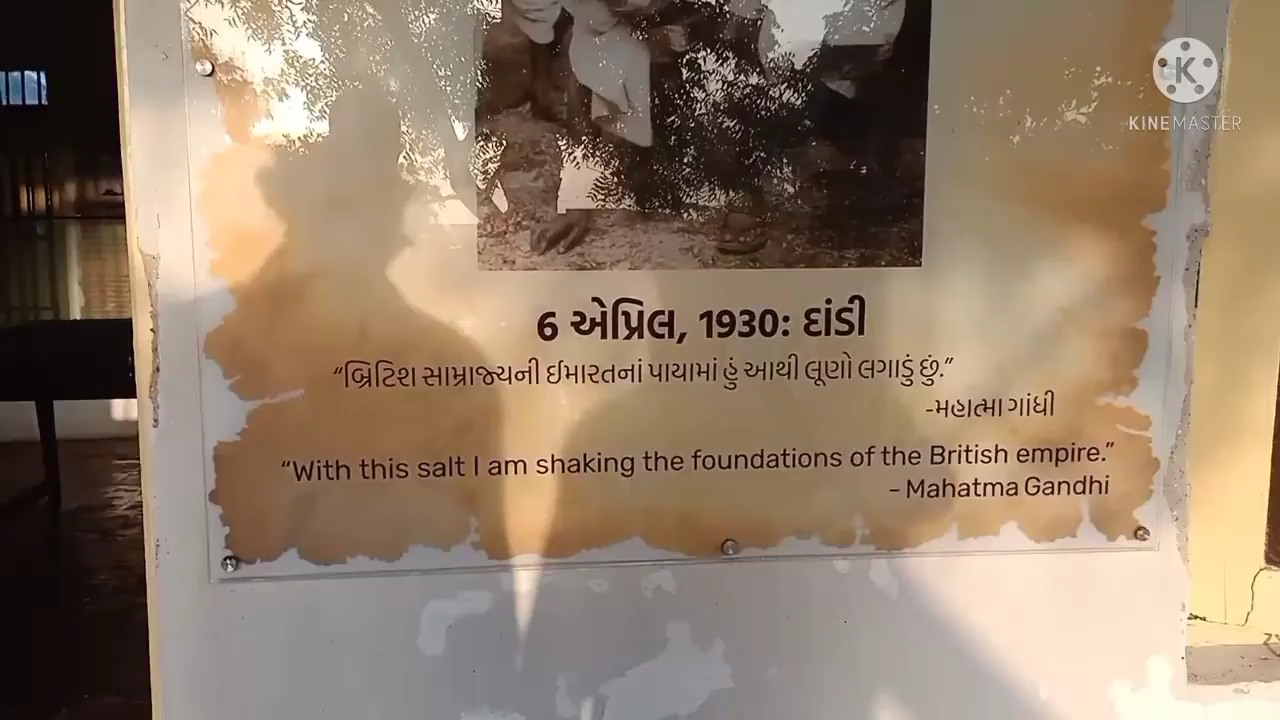 KINEMASTER
6 એપ્રિલ, 1930: દાંડી
“બ્રિટિશ સામ્રાજ્યની ઈમારતનાં પાયામાં હું આથી લૂણો લગાડું છું.”
-મહાત્મા ગાંધી
“With this salt I am shaking the foundations of the British empire.”
– Mahatma Gandhi